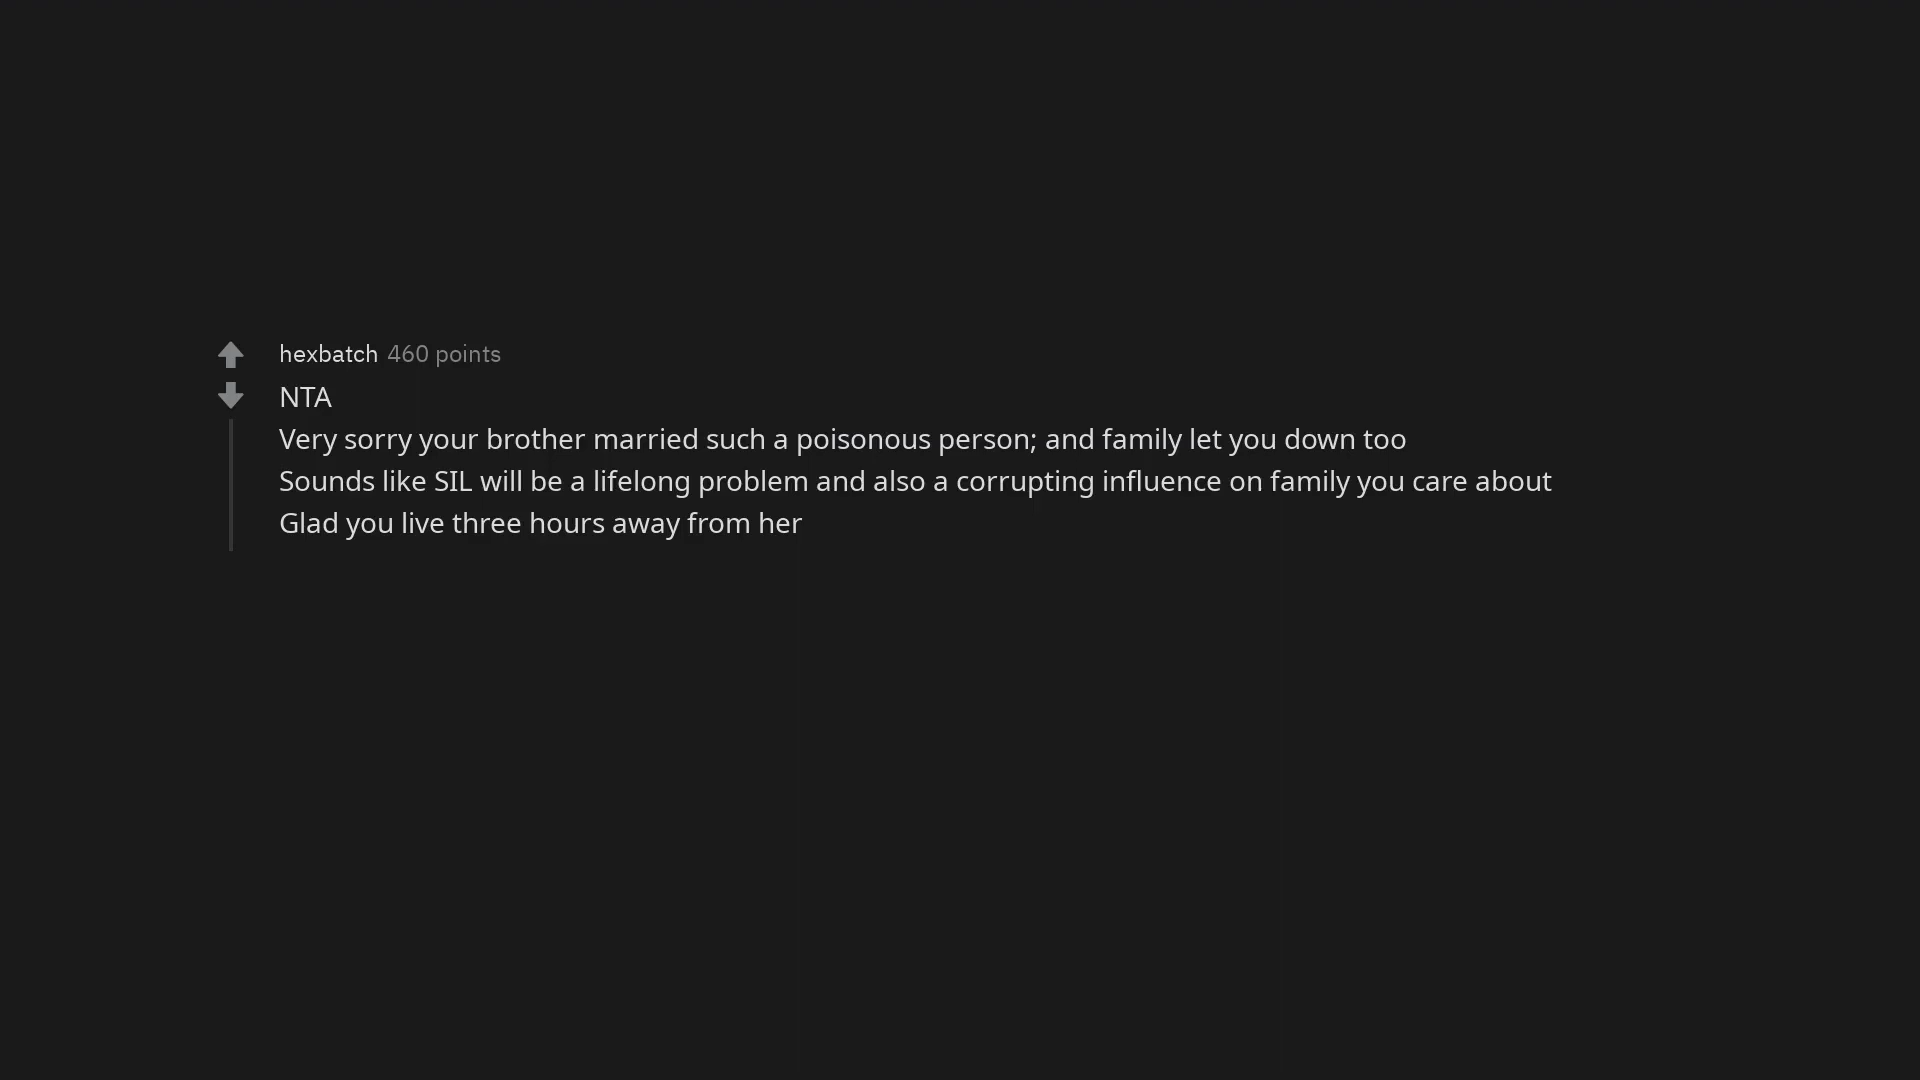 hexbatch 460 points
NTA
Very sorry your brother married such a poisonous person; and family let you down too
Sounds like SIL will be a lifelong problem and also a corrupting influence on family you care about
Glad you live three hours away from her